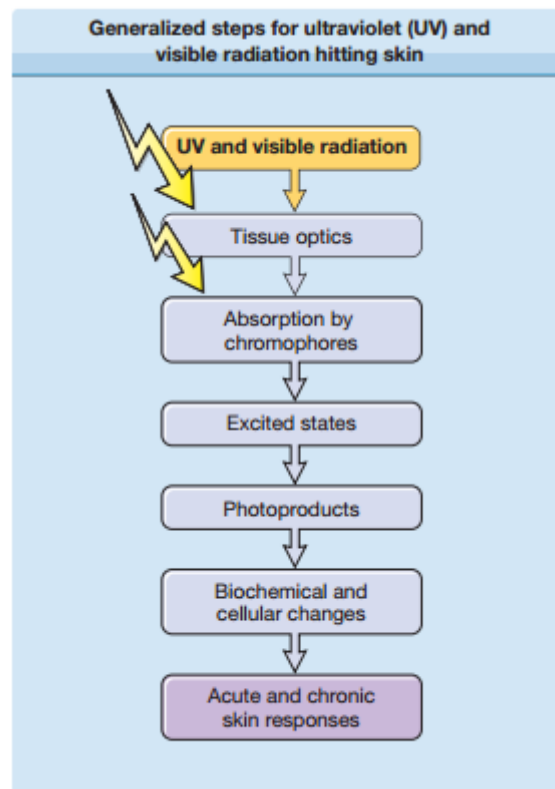 Generalized steps for ultraviolet (UV) and
visible radiation hitting skin
UV and visible radiation
Tissue optics
Absorption by
chromophores
Excited states
Photoproducts
Biochemical and
cellular changes
Acute and chronic
skin responses